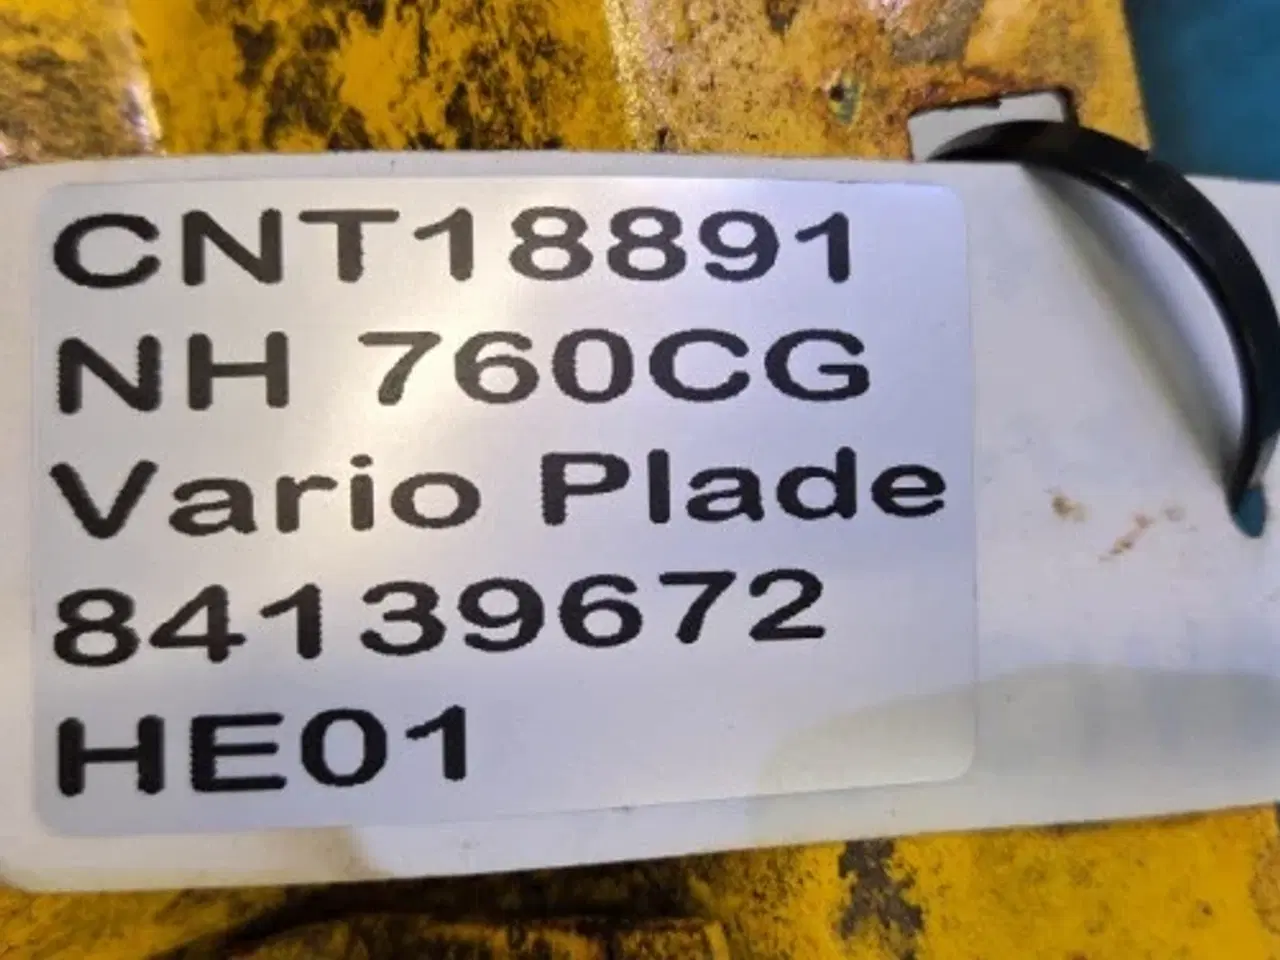 CNT18891
NH 760CG
Vario Plade
84139672
HE01